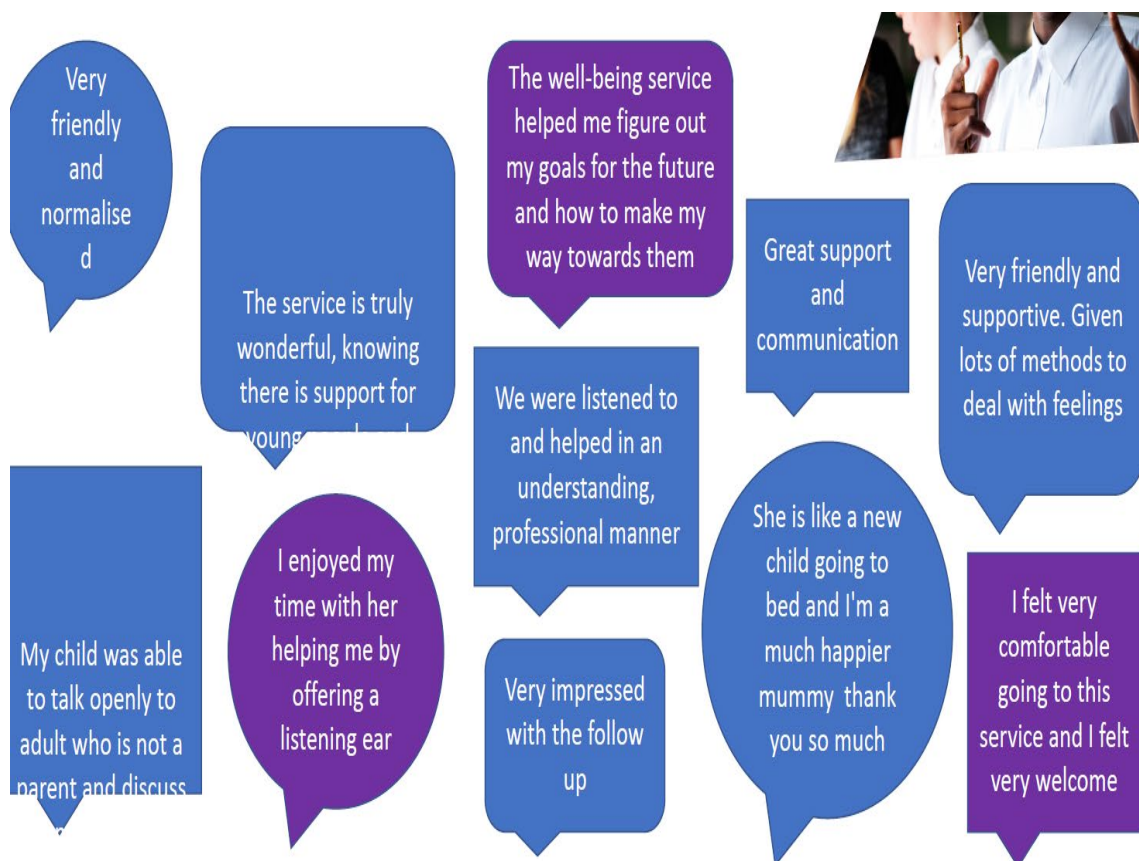 Very
friendly
and
normalise
d
The service is truly
wonderful, knowing
there is support for
young
The well-being service
helped me figure out
my goals for the future
and how to make my
way towards them
Great support
and
communication
Very friendly and
supportive. Given
lots of methods to
deal with feelings
We were listened to
and helped in an
understanding,
professional manner
My child was able
to talk openly to
adult who is not a
parent and discuss
I enjoyed my
time with her
helping me by
offering a
listening ear
Very impressed
with the follow
up
She is like a new
child going to
bed and I'm a
much happier
mummy  thank
you so much
I felt very
comfortable
going to this
service and I felt
very welcome